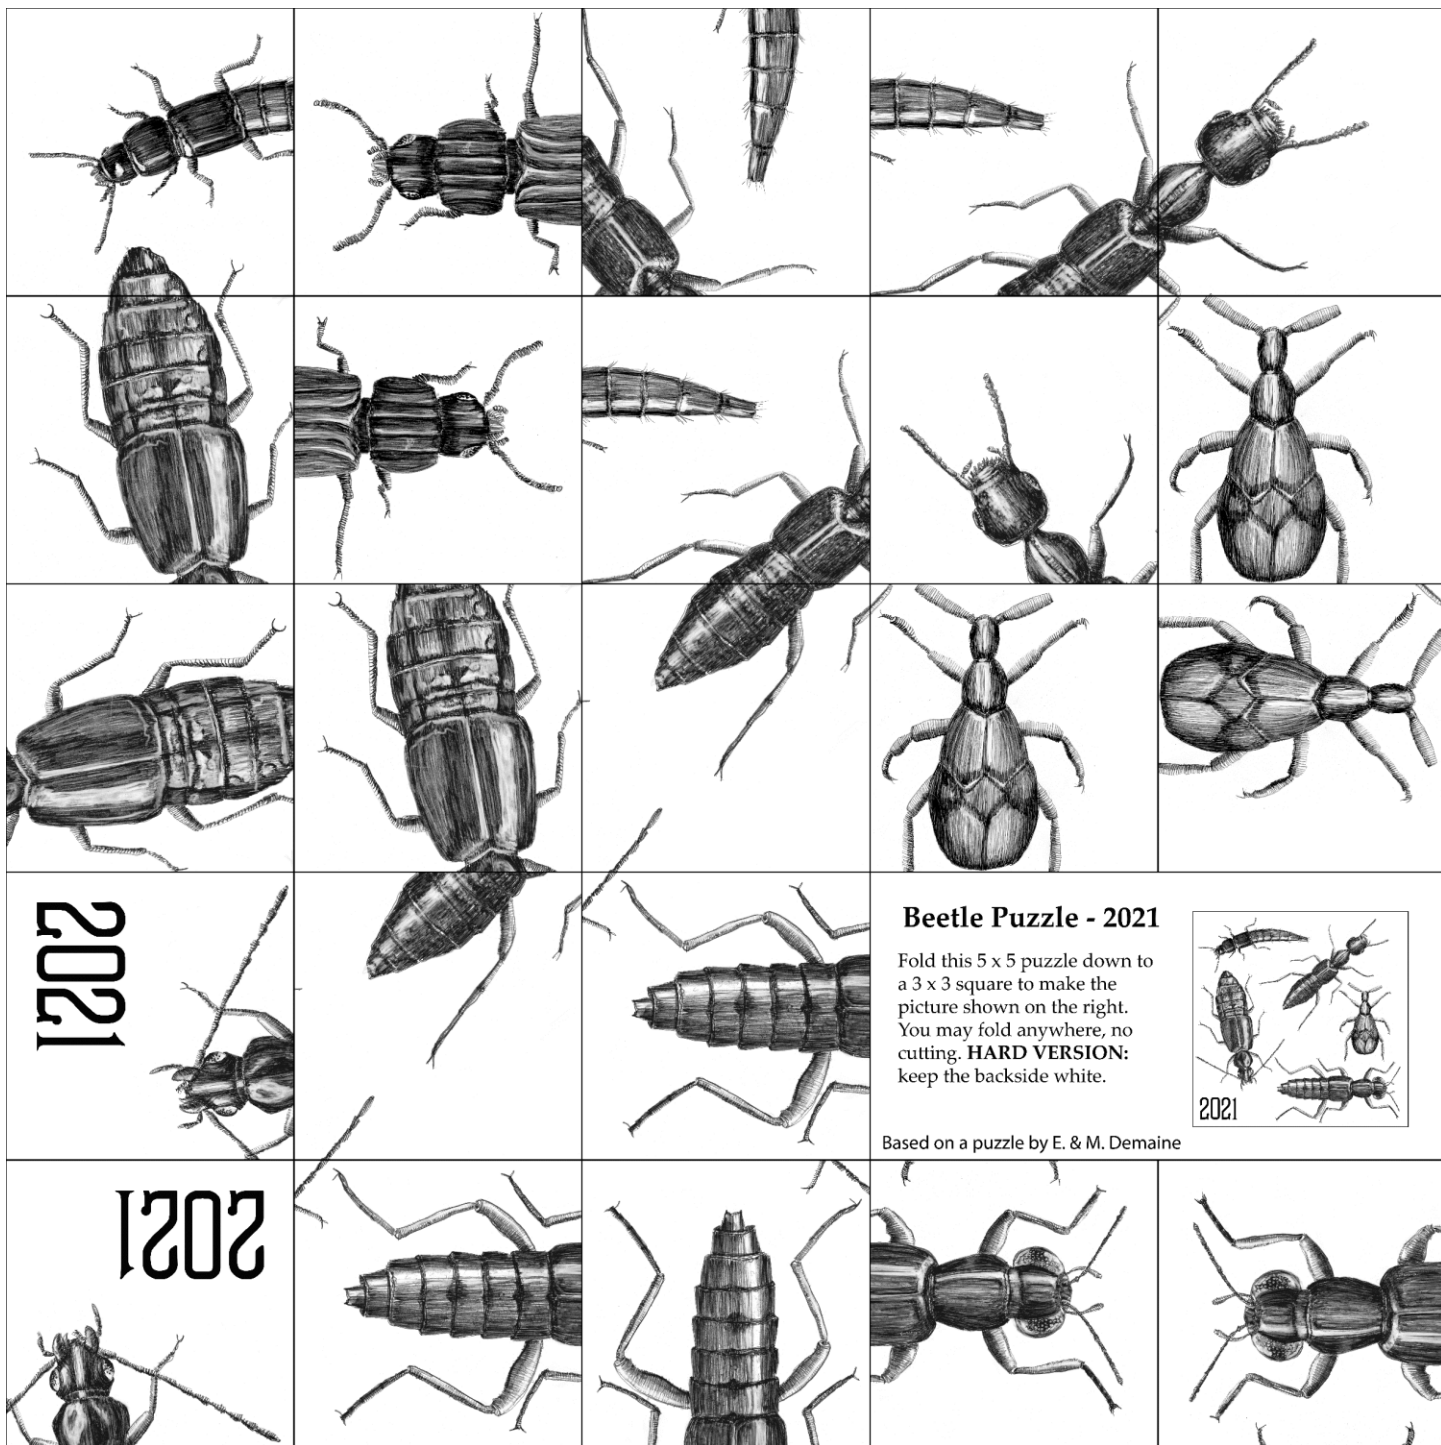 2021
Beetle Puzzle - 2021
Fold this 5 x 5 puzzle down to
a 3 x 3 square to make the
picture shown on the right.
You may fold anywhere, no
cutting. HARD VERSION:
keep the backside white.
2021
Based on a puzzle by E. & M. Demaine
2021